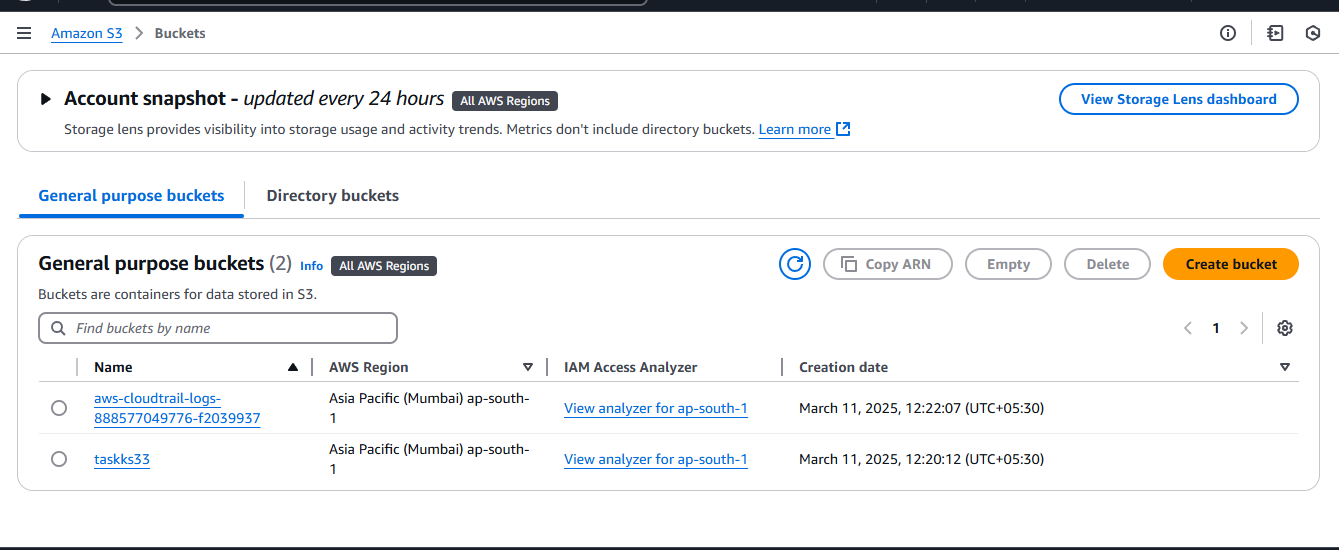 Amazon S3 > Buckets
Account snapshot - updated every 24 hours All AWS Regions
View Storage Lens dashboard
Storage lens provides visibility into storage usage and activity trends. Metrics don't include directory buckets. Learn more
General purpose buckets Directory buckets
General purpose buckets (2) Info All AWS Regions
Copy ARN Empty Delete Create bucket
Buckets are containers for data stored in S3.
Find buckets by name
1
Name AWS Region IAM Access Analyzer Creation date
aws-cloudtrail-logs-
888577049776-f2039937
Asia Pacific (Mumbai) ap-south-
1
View analyzer for ap-south-1
March 11, 2025, 12:22:07 (UTC+05:30)
taskks33
Asia Pacific (Mumbai) ap-south-
1
View analyzer for ap-south-1
March 11, 2025, 12:20:12 (UTC+05:30)